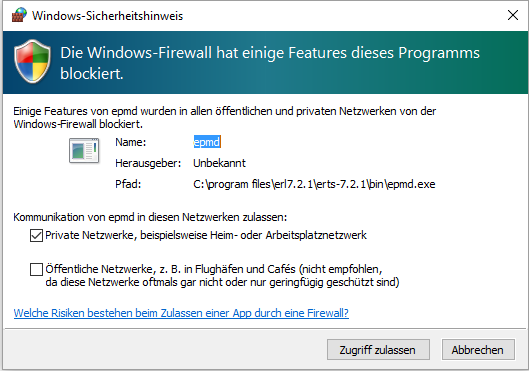 Windows-Sicherheitshinweis
Die Windows-Firewall hat einige Features dieses Programms
blockiert.
Einige Features von epmd wurden in allen öffentlichen und privaten Netzwerken von der
Windows-Firewall blockiert.
Name: epmd
Herausgeber: Unbekannt
Pfad: C:\program files\erl7.2.1\erts-7.2.1\bin\epmd.exe
Kommunikation von epmd in diesen Netzwerken zulassen:
Private Netzwerke, beispielsweise Heim- oder Arbeitsplatznetzwerk
Öffentliche Netzwerke, z. B. in Flughäfen und Cafés (nicht empfohlen,
da diese Netzwerke oftmals gar nicht oder nur geringfügig geschützt sind)
Welche Risiken bestehen beim Zulassen einer App durch eine Firewall?
Zugriff zulassen Abbrechen